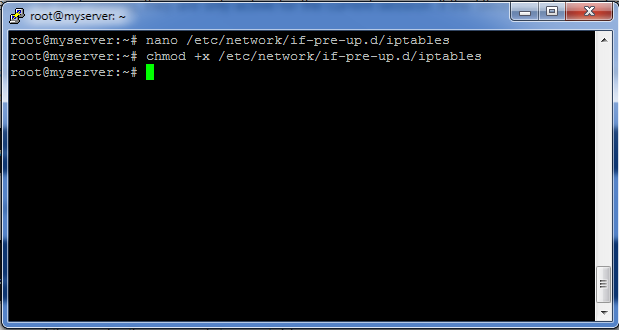 root@myserver: ~
root@myserver:~# nano /etc/network/if-pre-up.d/iptables
root@myserver:~# chmod +x /etc/network/if-pre-up.d/iptables
root@myserver:~#